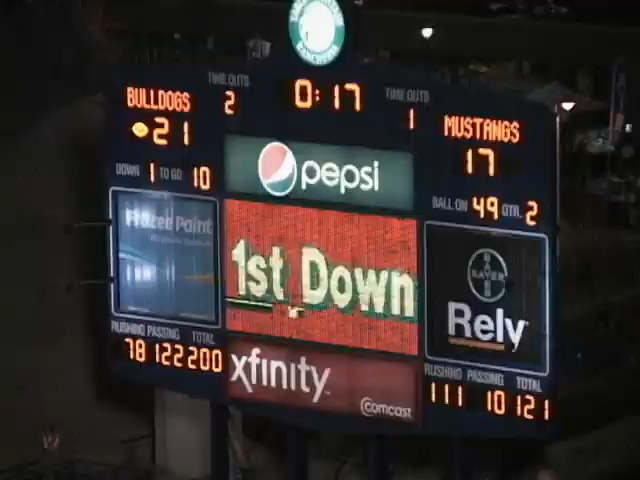 BULLDOGS
TIME OUTS
2
0:17
TIME OUTS
1
MUSTANGS
21
17
DOWN 1 TO GO 10
pepsi
BALL ON 49 QTR. 2
1st Down
BAYER
Rely
RUSHING PASSING TOTAL
78 122 200
xfinity
comcast
RUSHING PASSING TOTAL
111 10 121